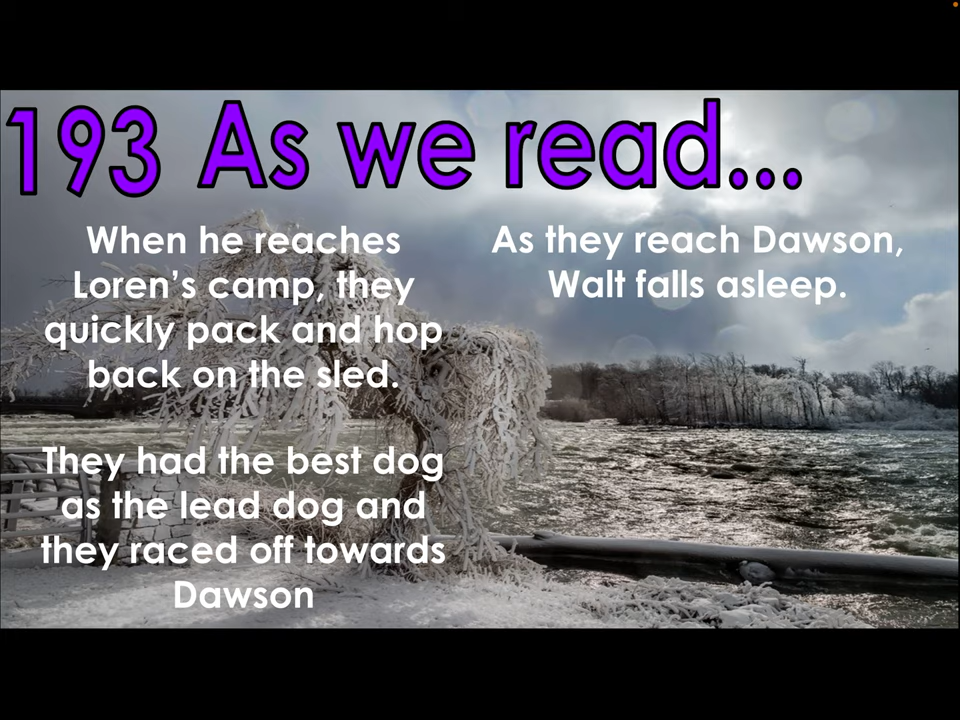 193 As we read...
When he reaches
Loren’s camp, they
quickly pack and hop
back on the sled.
They had the best dog
as the lead dog and
they raced off towards
Dawson
As they reach Dawson,
Walt falls asleep.